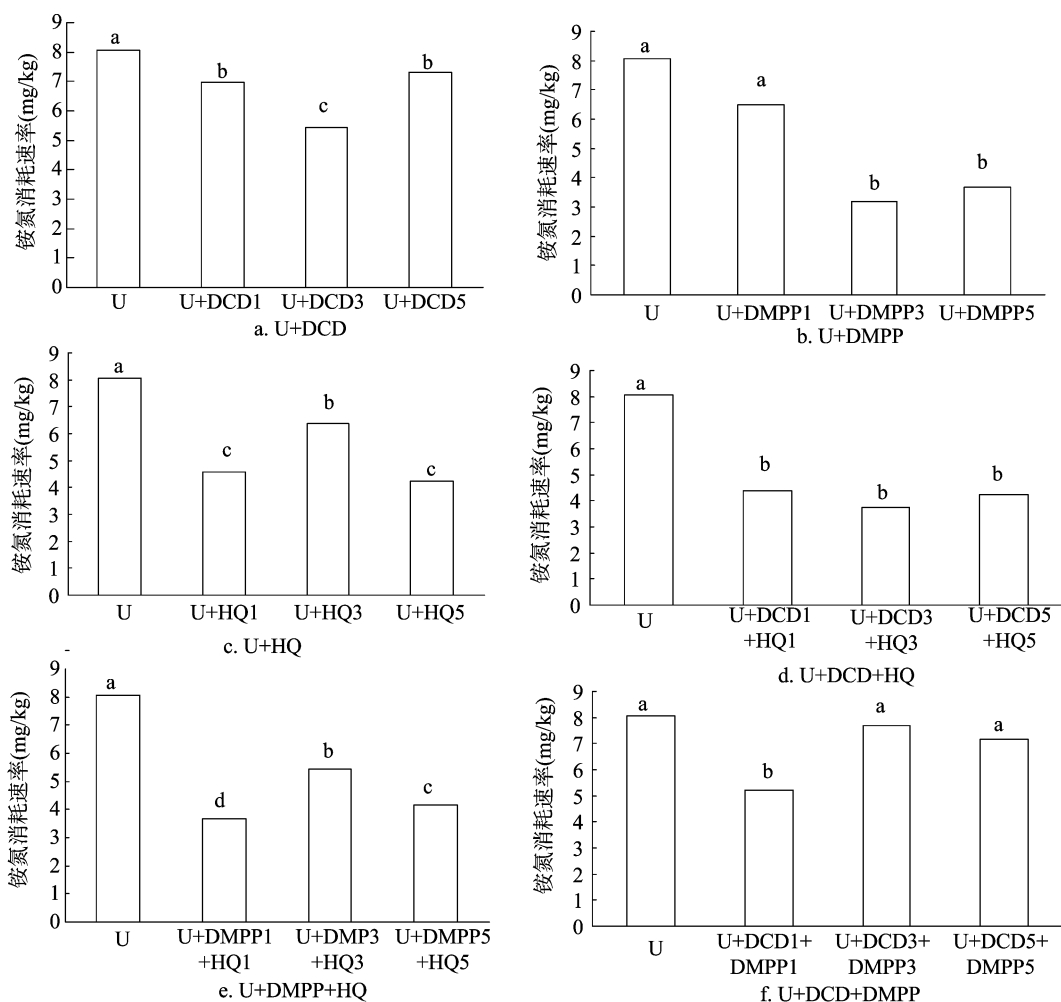 铵氮消耗速率(mg/kg)
9
8
7
6
5
4
3
2
1
0
a
b
c
b
U
U+DCD1
U+DCD3
U+DCD5
a. U+DCD
铵氮消耗速率(mg/kg)
9
8
7
6
5
4
3
2
1
0
a
a
b
b
U
U+DMPP1
U+DMPP3
U+DMPP5
b. U+DMPP
铵氮消耗速率(mg/kg)
9
8
7
6
5
4
3
2
1
0
a
c
b
c
U
U+HQ1
U+HQ3
U+HQ5
c. U+HQ
铵氮消耗速率(mg/kg)
9
8
7
6
5
4
3
2
1
0
a
b
b
b
U
U+DCD1
+HQ1
U+DCD3
+HQ3
U+DCD5
+HQ5
d. U+DCD+HQ
铵氮消耗速率(mg/kg)
9
8
7
6
5
4
3
2
1
0
a
d
b
c
U
U+DMPP1
+HQ1
U+DMP3
+HQ3
U+DMPP5
+HQ5
e. U+DMPP+HQ
铵氮消耗速率(mg/kg)
9
8
7
6
5
4
3
2
1
0
a
b
a
a
U
U+DCD1+
DMPP1
U+DCD3+
DMPP3
U+DCD5+
DMPP5
f. U+DCD+DMPP